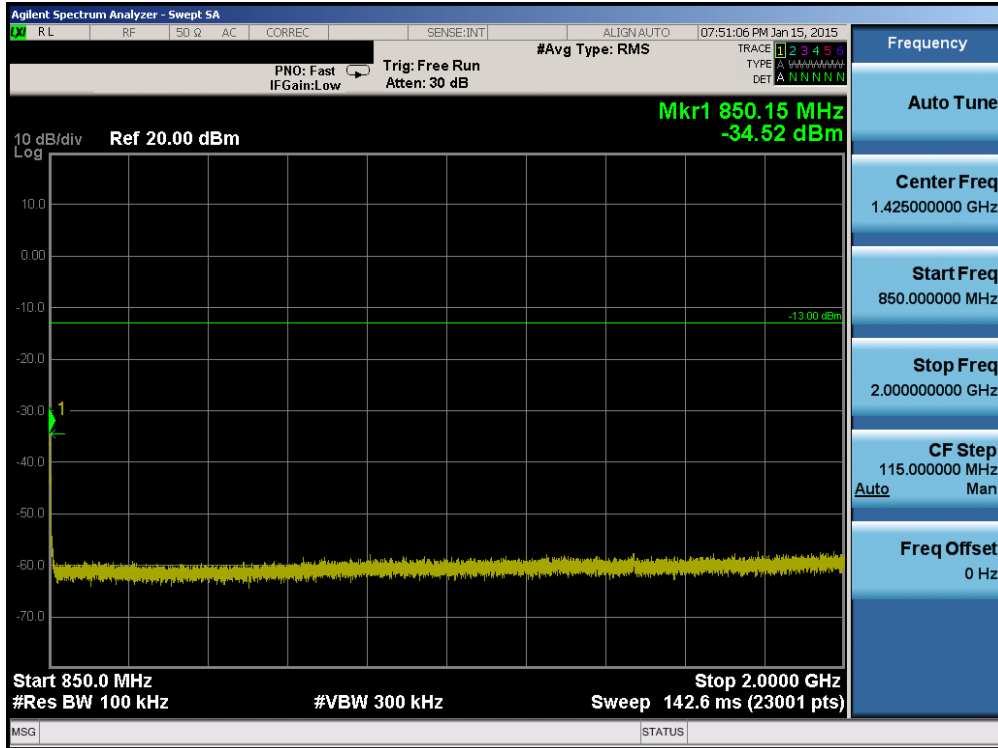 Agilent Spectrum Analyzer - Swept SA
LXI RL RF 50 Ω AC CORREC SENSE:INT ALIGNAUTO 07:51:06 PM Jan 15, 2015
#Avg Type: RMS TRACE 1 2 3 4 5 6
PNO: Fast Trig: Free Run TYPE A WWWWW
IFGain:Low Atten: 30 dB DET A N N N N N
Mkr1 850.15 MHz
-34.52 dBm
10 dB/div Ref 20.00 dBm
Log
10.0
0.00
-10.0
-13.00 dBm
-20.0
-30.0
1
-40.0
-50.0
-60.0
-70.0
Start 850.0 MHz Stop 2.0000 GHz
#Res BW 100 kHz #VBW 300 kHz Sweep 142.6 ms (23001 pts)
MSG STATUS
Frequency
Auto Tune
Center Freq
1.425000000 GHz
Start Freq
850.000000 MHz
Stop Freq
2.000000000 GHz
CF Step
115.000000 MHz
Auto Man
Freq Offset
0 Hz